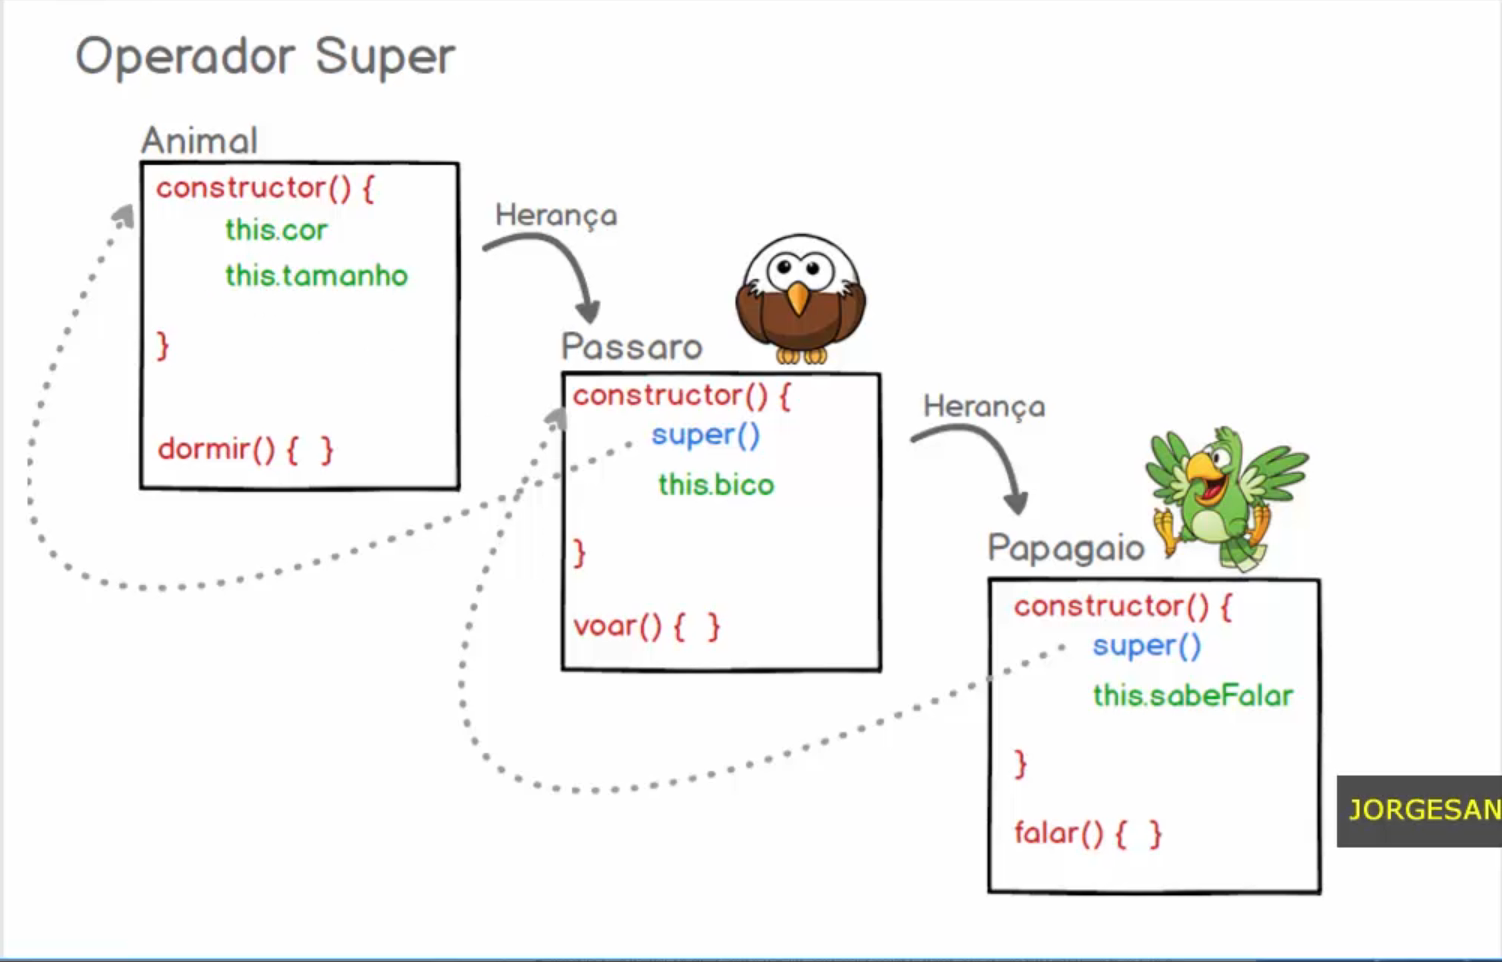 Operador Super
Animal
constructor() {
this.cor
this.tamanho
}
dormir() { }
Herança
Passaro
constructor() {
super()
this.bico
}
voar() { }
Herança
Papagaio
constructor() {
super()
this.sabeFalar
}
falar() { }
JORGESAN